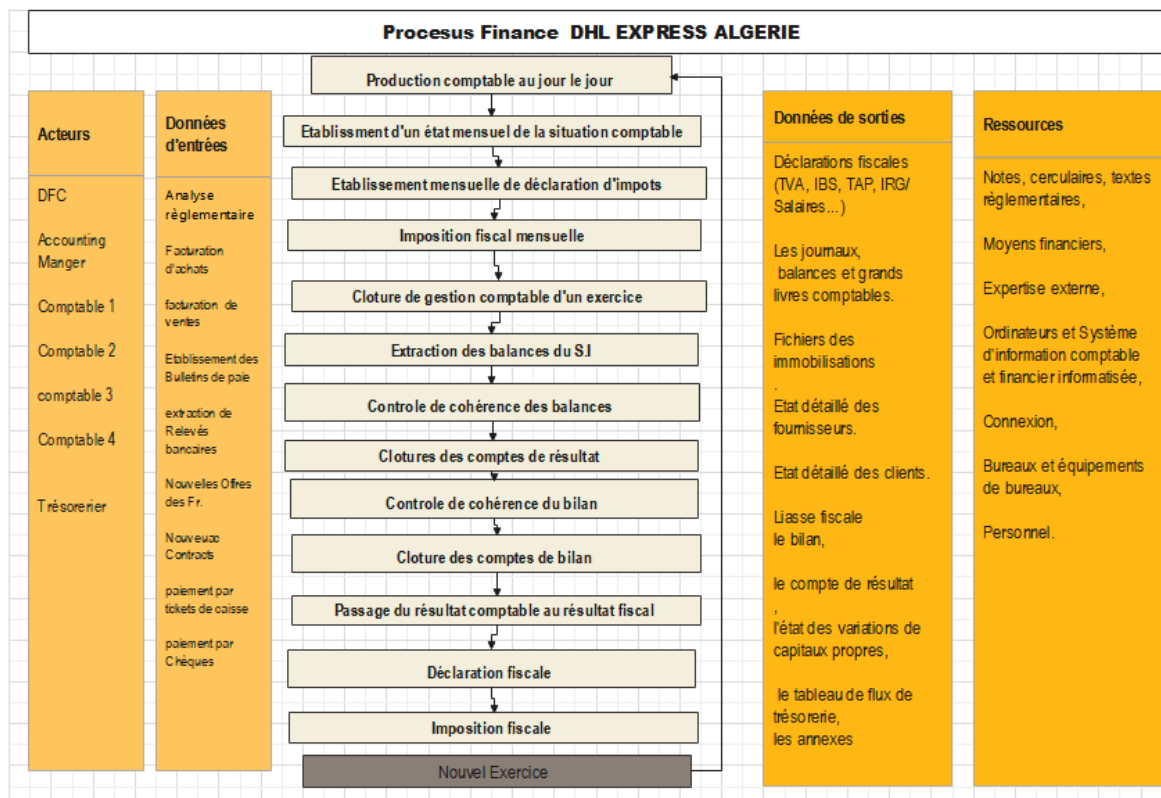 Procesus Finance DHL EXPRESS ALGERIE
Acteurs
DFC
Accounting
Manger
Comptable 1
Comptable 2
comptable 3
Comptable 4
Trésorerier
Données
d'entrées
Analyse
règlementaire
Facturation
d'achats
facturation de
ventes
Etablissement des
Bulletins de paie
extraction de
Relevés
bancaires
Nouvelles Offres
des Fr.
Nouveuac
Contracts
paiement par
tickets de caisse
paiement par
Chèques
Production comptable au jour le jour
Etablissment d'un état mensuel de la situation comptable
Etablissement mensuelle de déclaration d'impots
Imposition fiscal mensuelle
Cloture de gestion comptable d'un exercice
Extraction des balances du S.I
Controle de cohérence des balances
Clotures des comptes de résultat
Controle de cohérence du bilan
Cloture des comptes de bilan
Passage du résultat comptable au résultat fiscal
Déclaration fiscale
Imposition fiscale
Nouvel Exercice
Données de sorties
Déclarations fiscales
(TVA, IBS, TAP, IRG/
Salaires...)
Les journaux,
balances et grands
livres comptables.
Fichiers des
immobilisations
.
Etat détaillé des
fournisseurs.
Etat détaillé des clients.
Liasse fiscale
le bilan,
le compte de résultat
,
l'état des variations de
capitaux propres,
le tableau de flux de
trésorerie,
les annexes
Ressources
Notes, cerculaires, textes
règlementaires,
Moyens financiers,
Expertise externe,
Ordinateurs et Système
d'information comptable
et financier informatisée,
Connexion,
Bureaux et équipements
de bureaux,
Personnel.